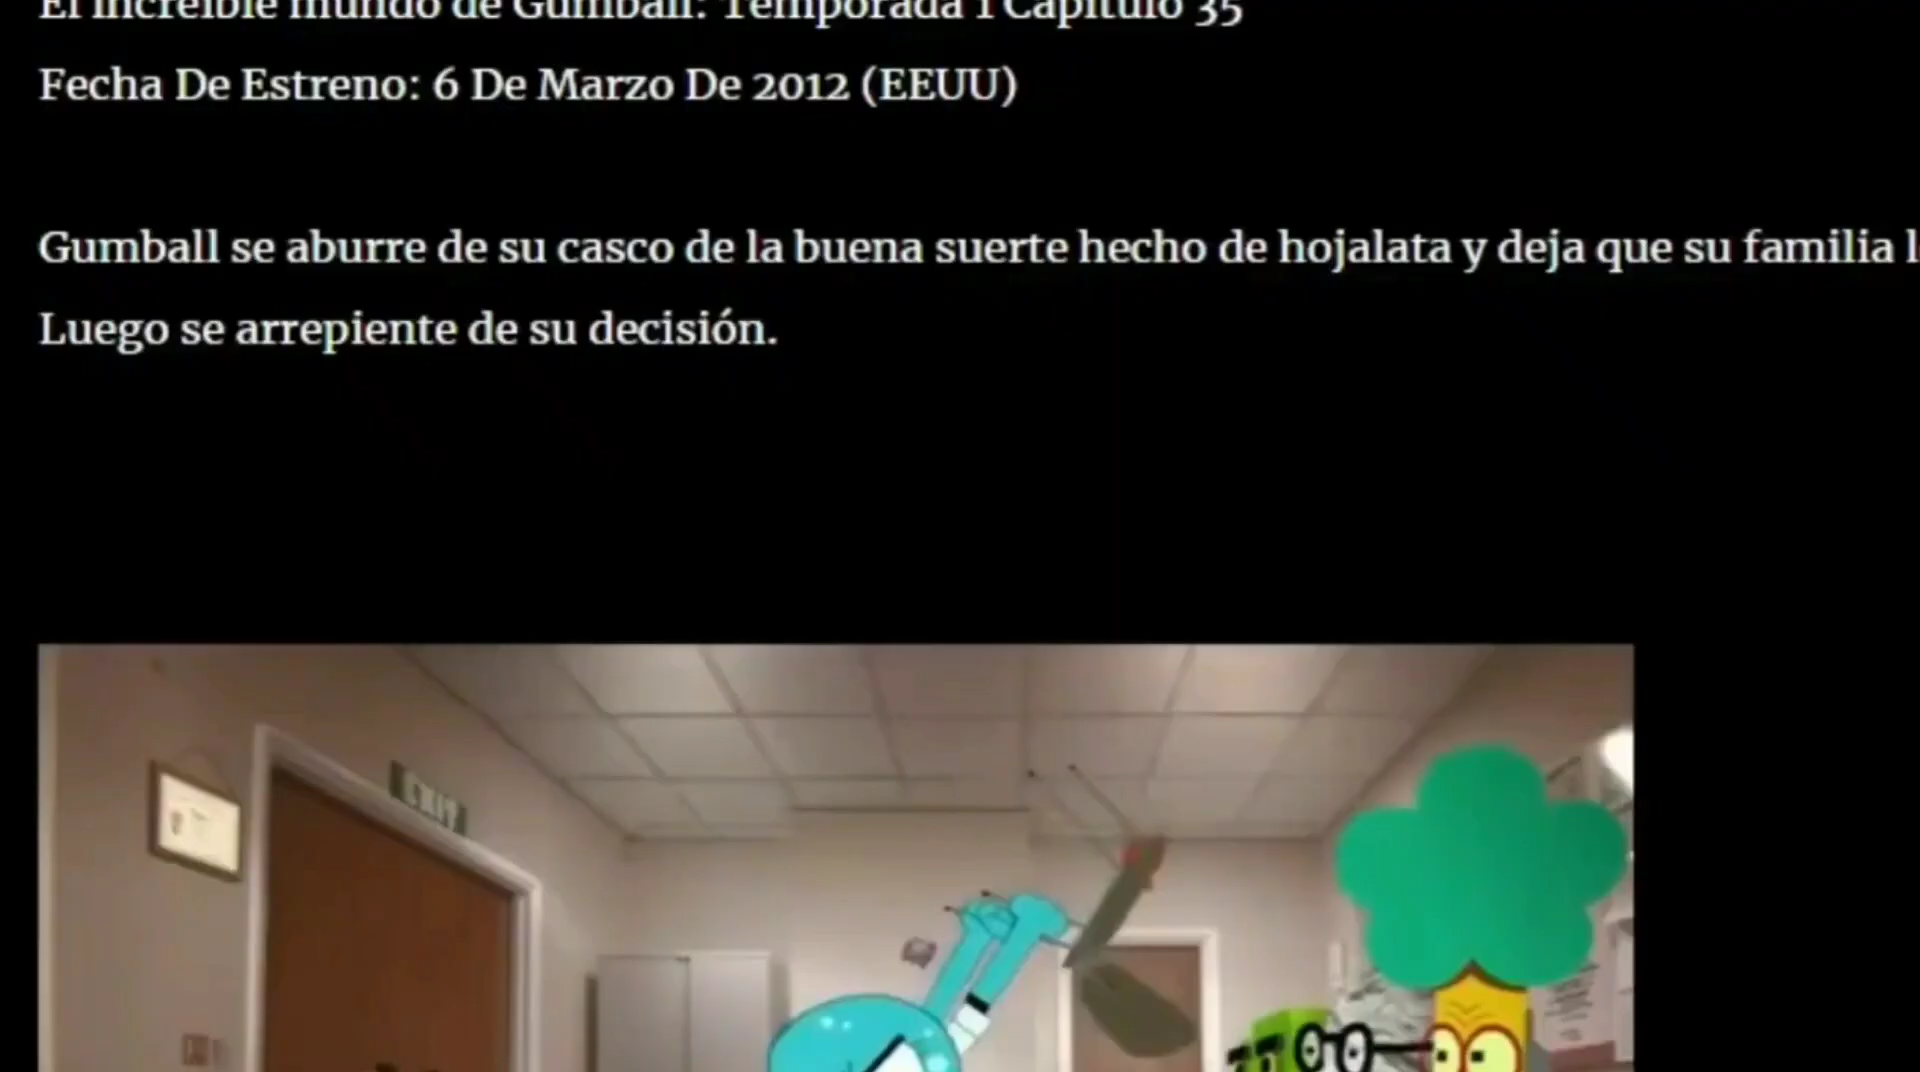 El increíble mundo de Gumball: Temporada 1 Capítulo 35
Fecha De Estreno: 6 De Marzo De 2012 (EEUU)
Gumball se aburre de su casco de la buena suerte hecho de hojalata y deja que su familia l
Luego se arrepiente de su decisión.
EXIT